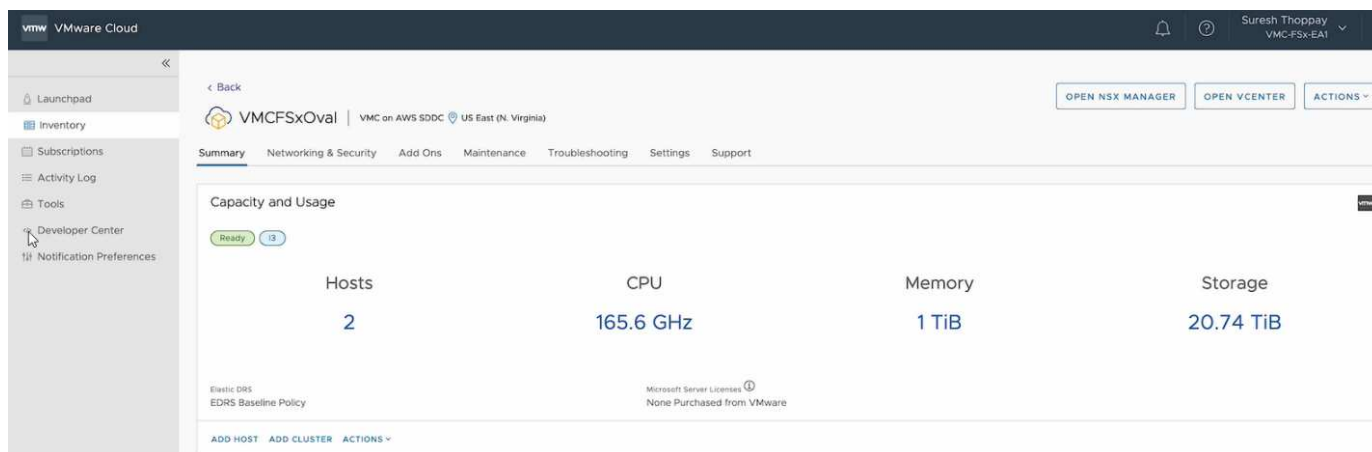 vmw VMware Cloud
Suresh Thoppay
VMC-FSx-EA1
Launchpad
Inventory
Subscriptions
Activity Log
Tools
Developer Center
Notification Preferences
< Back
OPEN NSX MANAGER OPEN VCENTER ACTIONS
VMCFSxOval | VMC on AWS SDDC US East (N. Virginia)
Summary Networking & Security Add Ons Maintenance Troubleshooting Settings Support
Capacity and Usage
vmw
Ready I3
Hosts CPU Memory Storage
2 165.6 GHz 1 TiB 20.74 TiB
Elastic DRS Microsoft Server Licenses
EDRS Baseline Policy None Purchased from VMware
ADD HOST ADD CLUSTER ACTIONS